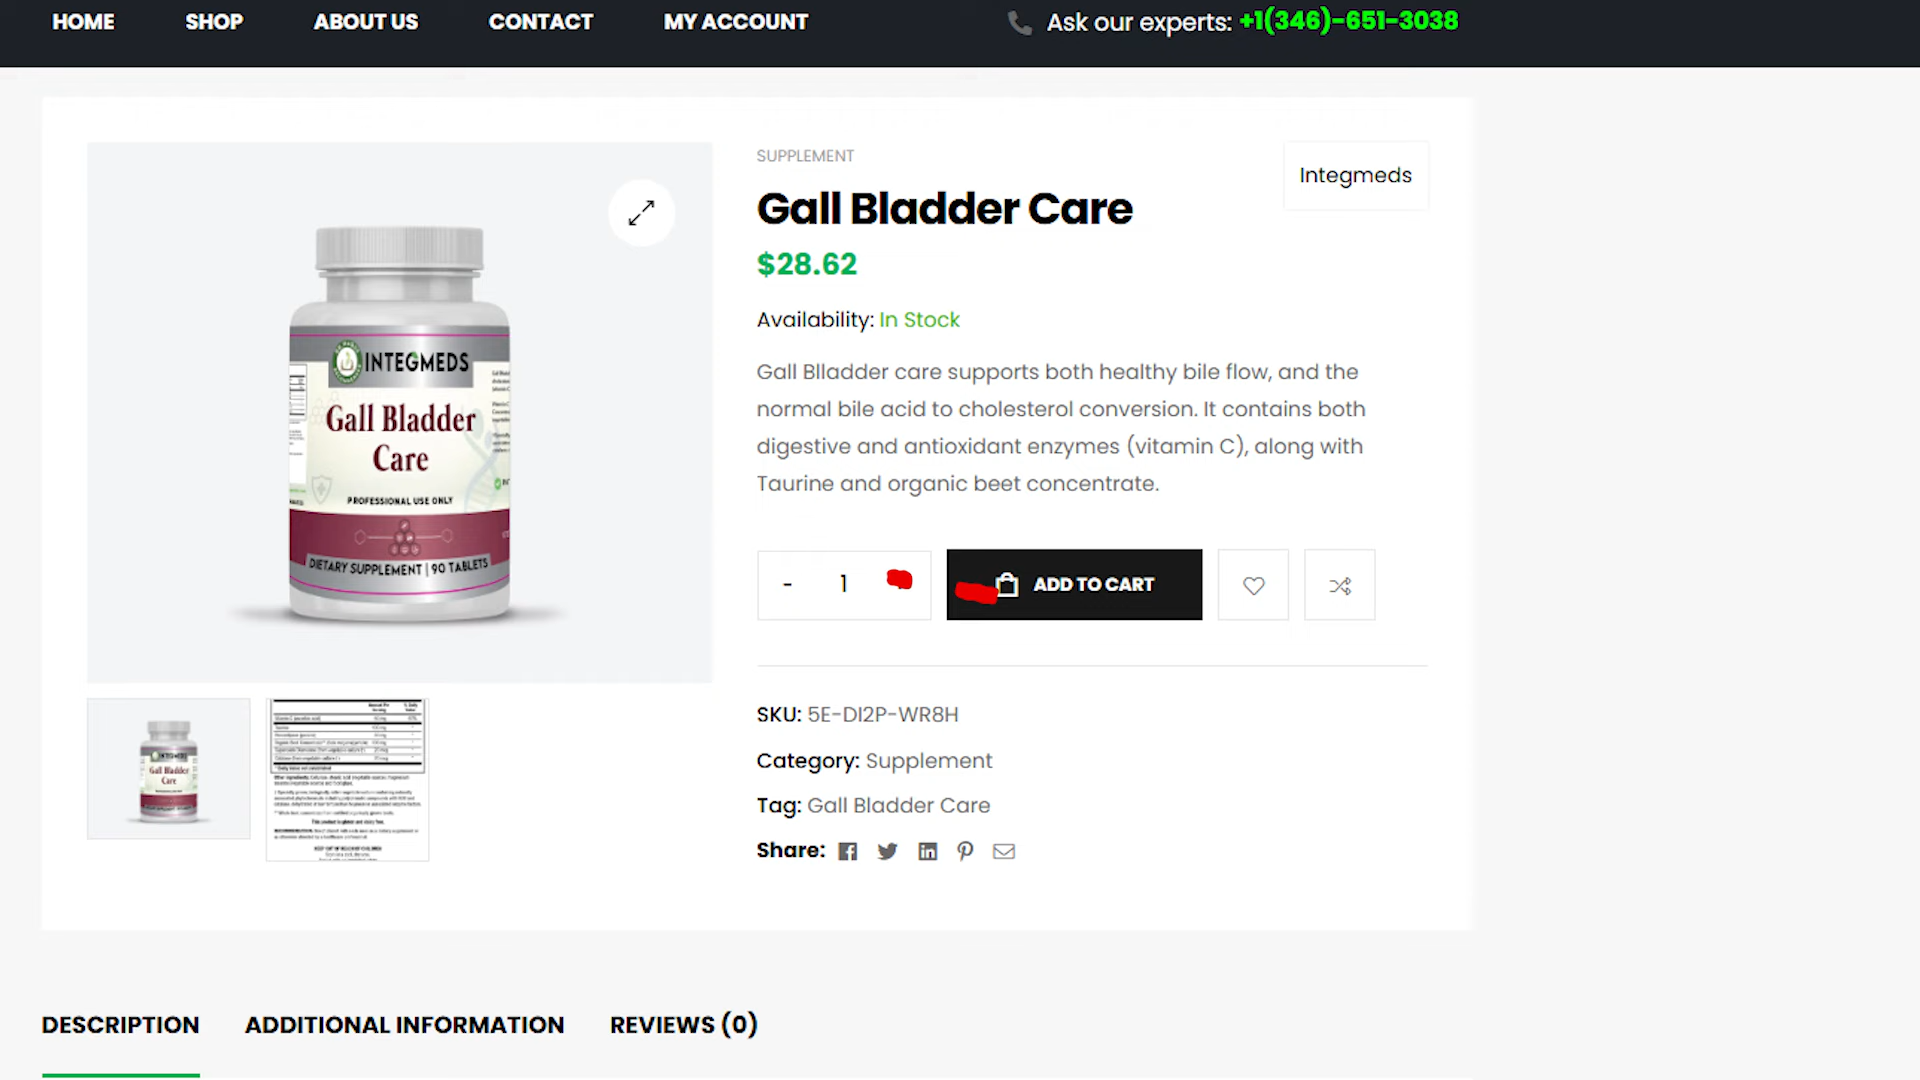 HOME SHOP ABOUT US CONTACT MY ACCOUNT Ask our experts: +1(346)-651-3038
SUPPLEMENT
Integmeds
Gall Bladder Care
$28.62
Availability: In Stock
Gall Blladder care supports both healthy bile flow, and the
normal bile acid to cholesterol conversion. It contains both
digestive and antioxidant enzymes (vitamin C), along with
Taurine and organic beet concentrate.
- 1
ADD TO CART
SKU: 5E-DI2P-WR8H
Category: Supplement
Tag: Gall Bladder Care
Share:
INTEGMEDS
Gall Bladder
Care
PROFESSIONAL USE ONLY
DIETARY SUPPLEMENT | 90 TABLETS
INTEGMEDS
Gall Bladder
Care
DESCRIPTION ADDITIONAL INFORMATION REVIEWS (0)